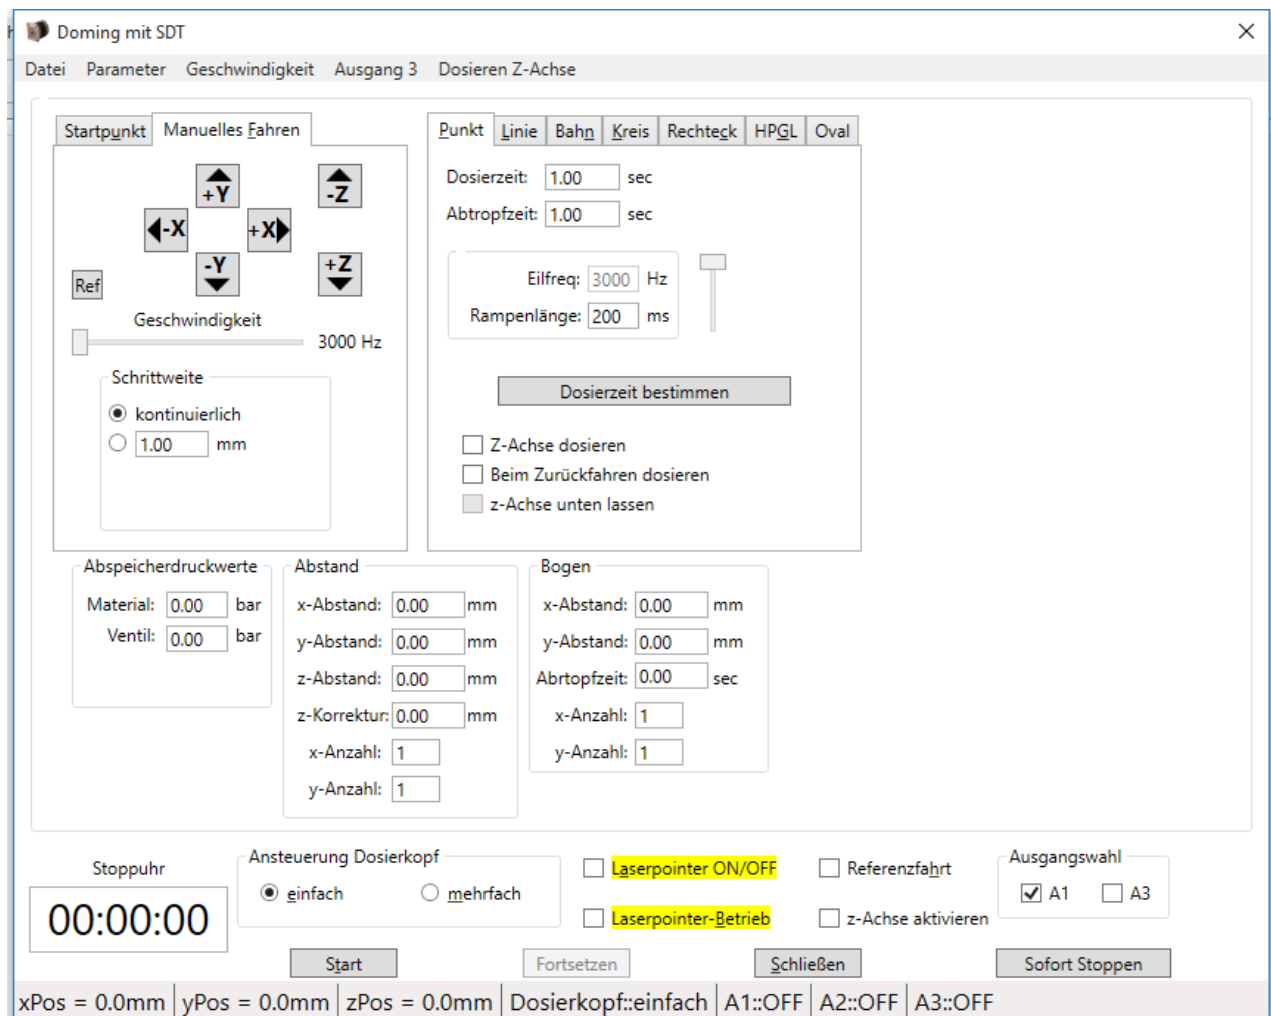 Doming mit SDT
Datei Parameter Geschwindigkeit Ausgang 3 Dosieren Z-Achse
Startpunkt Manuelles Fahren
+Y
-Z
-X
+X
-Y
+Z
Ref
Geschwindigkeit
3000 Hz
Schrittweite
kontinuierlich
1.00 mm
Punkt Linie Bahn Kreis Rechteck HPGL Oval
Dosierzeit: 1.00 sec
Abtropfzeit: 1.00 sec
Eilfreq: 3000 Hz
Rampenlänge: 200 ms
Dosierzeit bestimmen
Z-Achse dosieren
Beim Zurückfahren dosieren
z-Achse unten lassen
Abspeicherdruckwerte
Material: 0.00 bar
Ventil: 0.00 bar
Abstand
x-Abstand: 0.00 mm
y-Abstand: 0.00 mm
z-Abstand: 0.00 mm
z-Korrektur: 0.00 mm
x-Anzahl: 1
y-Anzahl: 1
Bogen
x-Abstand: 0.00 mm
y-Abstand: 0.00 mm
Abrtopfzeit: 0.00 sec
x-Anzahl: 1
y-Anzahl: 1
Stoppuhr
00:00:00
Ansteuerung Dosierkopf
einfach mehrfach
Laserpointer ON/OFF
Laserpointer-Betrieb
Referenzfahrt
z-Achse aktivieren
Ausgangswahl
A1 A3
Start Fortsetzen Schließen Sofort Stoppen
xPos = 0.0mm yPos = 0.0mm zPos = 0.0mm Dosierkopf::einfach A1::OFF A2::OFF A3::OFF